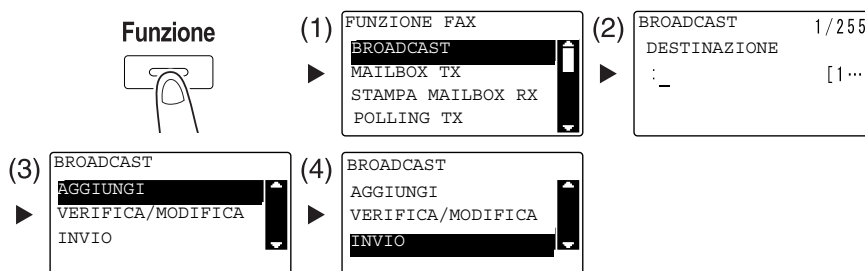 Funzione
(1)
FUNZIONE FAX
BROADCAST
MAILBOX TX
STAMPA MAILBOX RX
POLLING TX
(2)
BROADCAST 1/255
DESTINAZIONE
:_ [1…
(3)
BROADCAST
AGGIUNGI
VERIFICA/MODIFICA
INVIO
(4)
BROADCAST
AGGIUNGI
VERIFICA/MODIFICA
INVIO